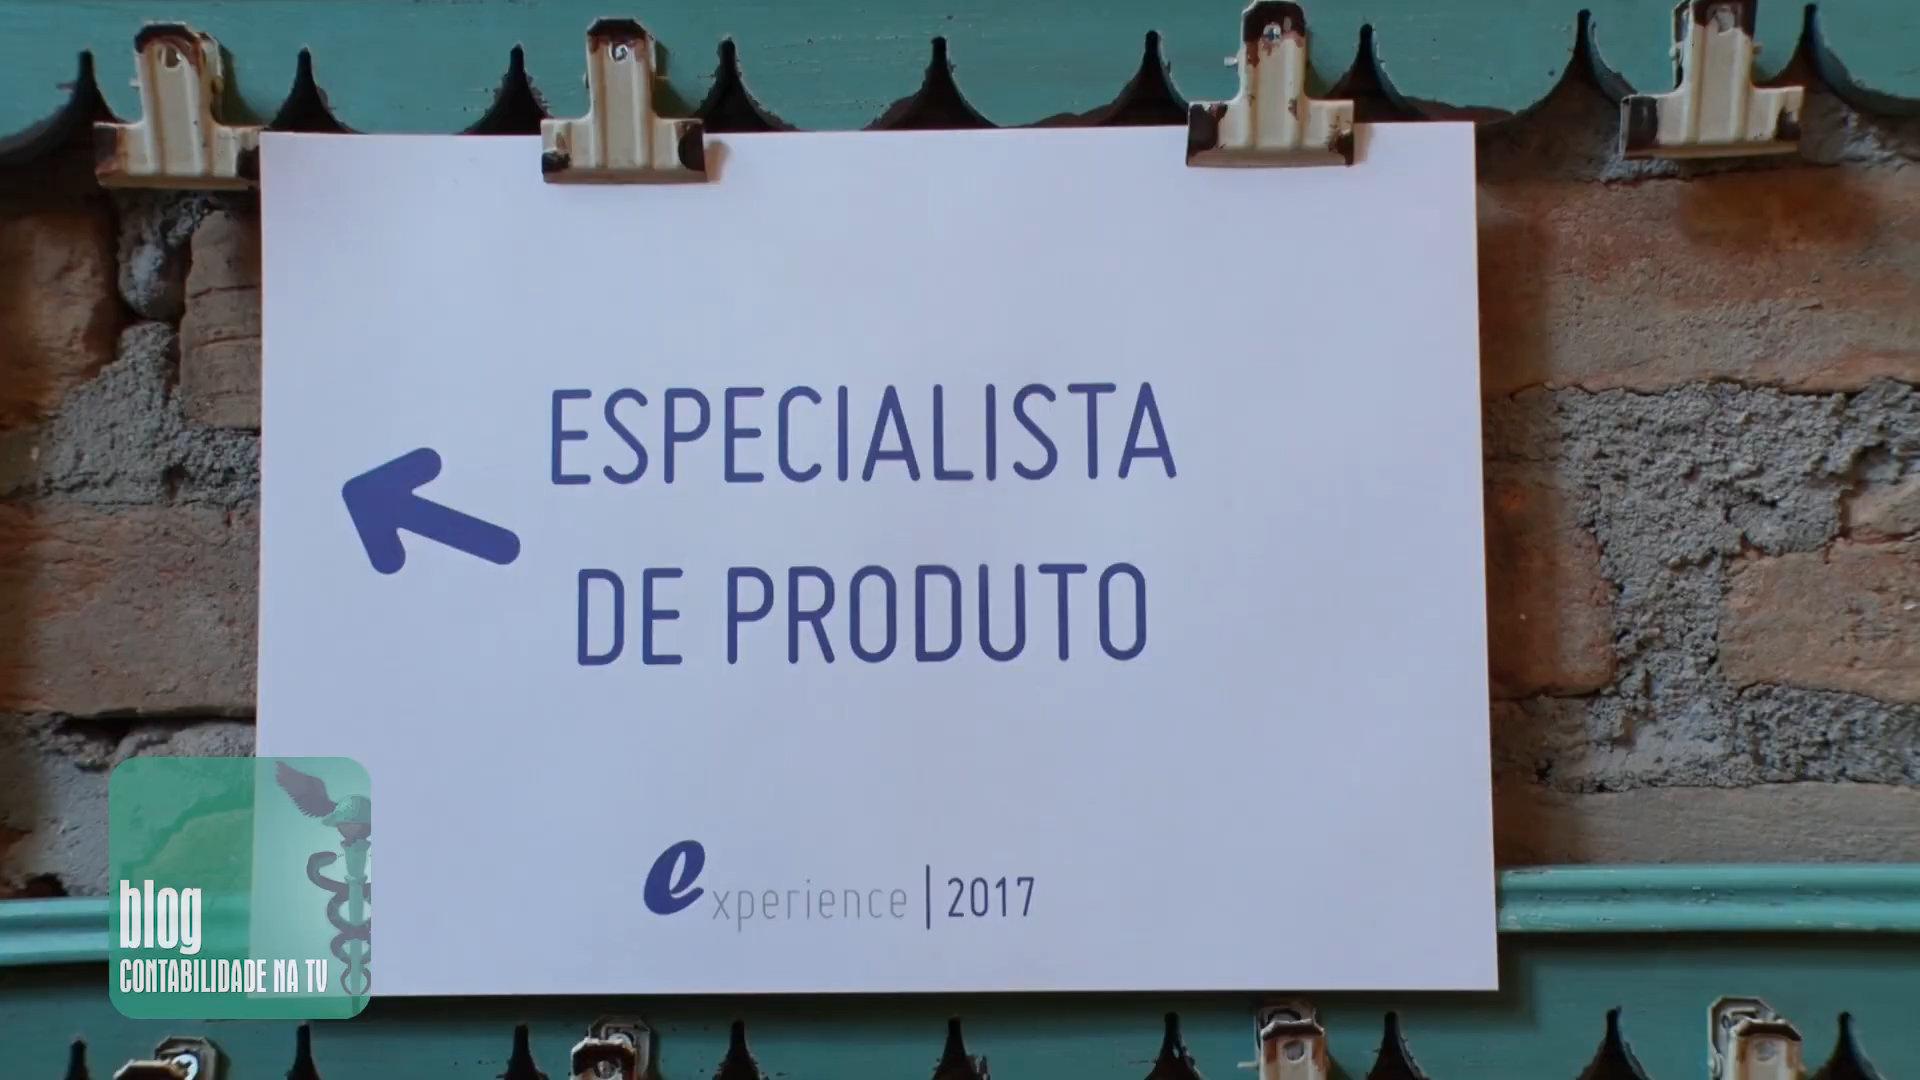 ESPECIALISTA
DE PRODUTO
experience | 2017
blog
CONTABILIDADE NA TV